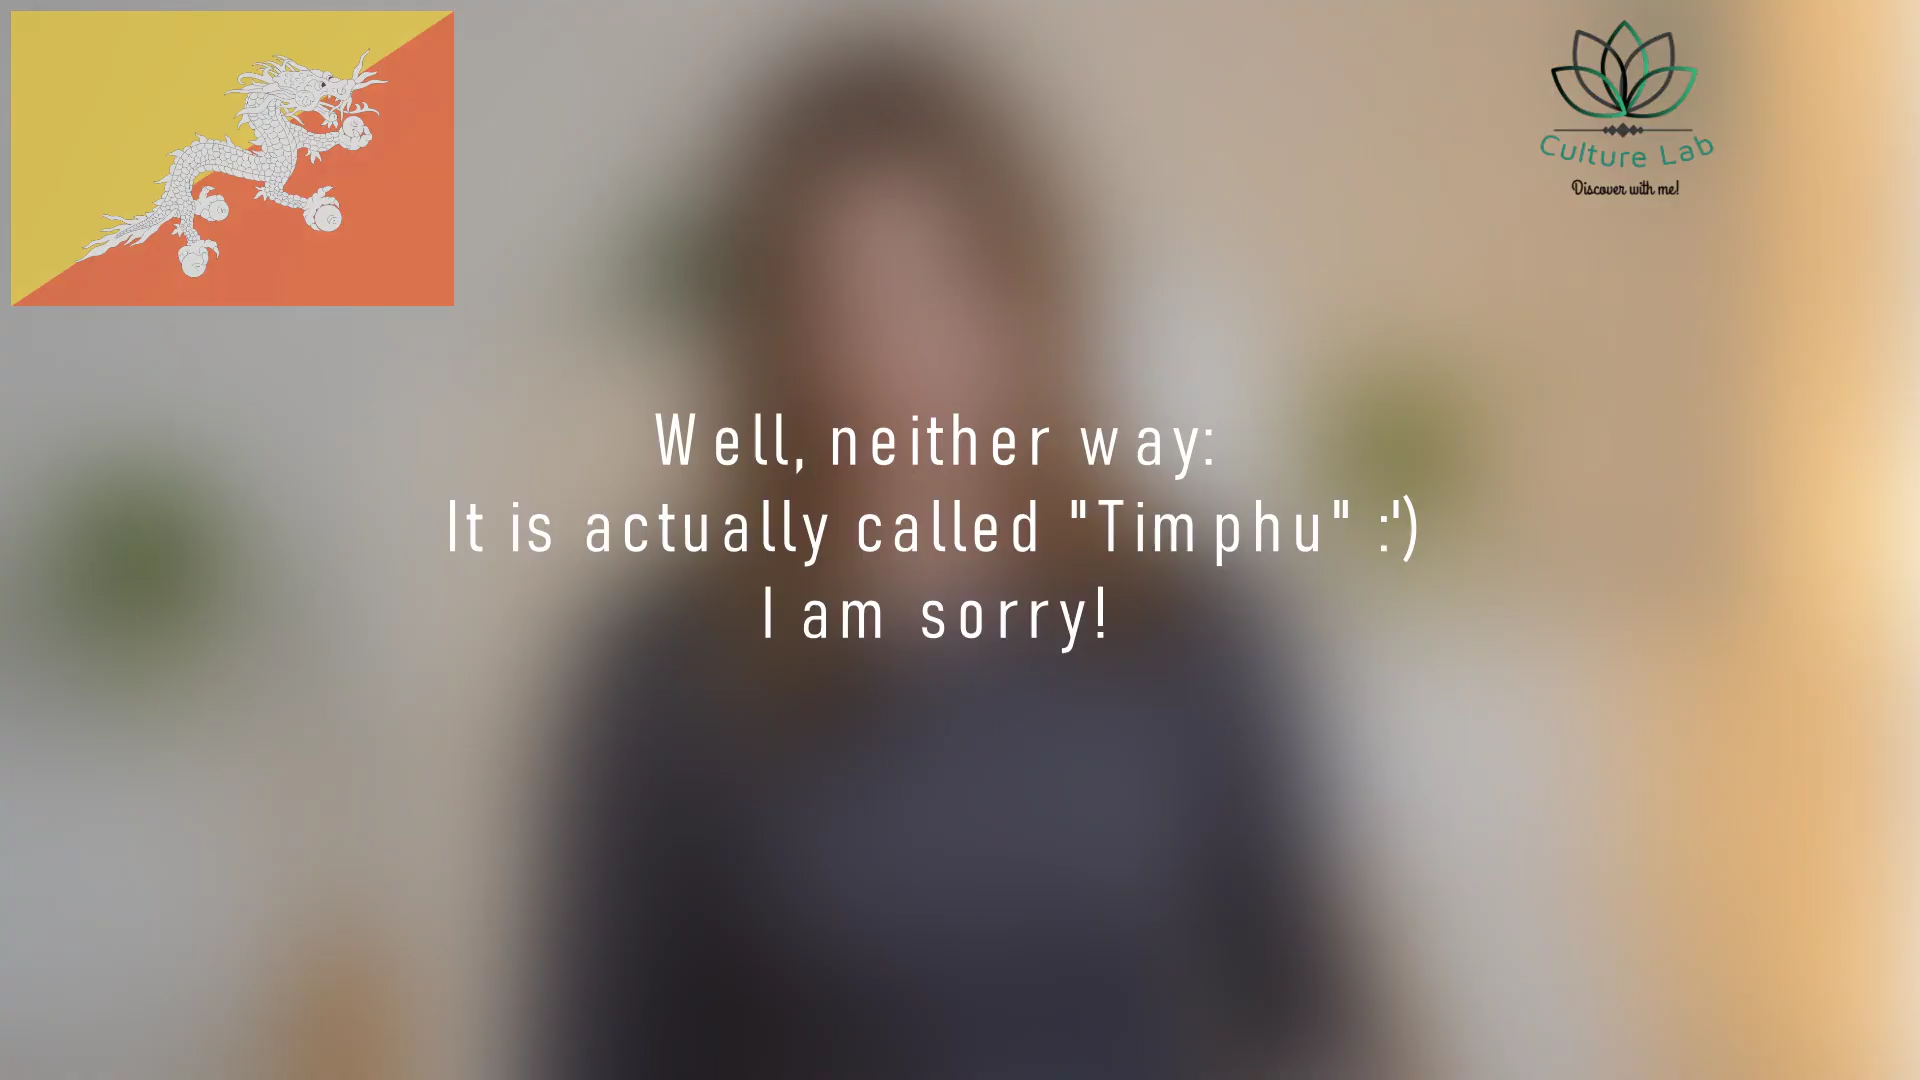 Culture Lab
Discover with me!
Well, neither way:
It is actually called "Timphu" :')
I am sorry!